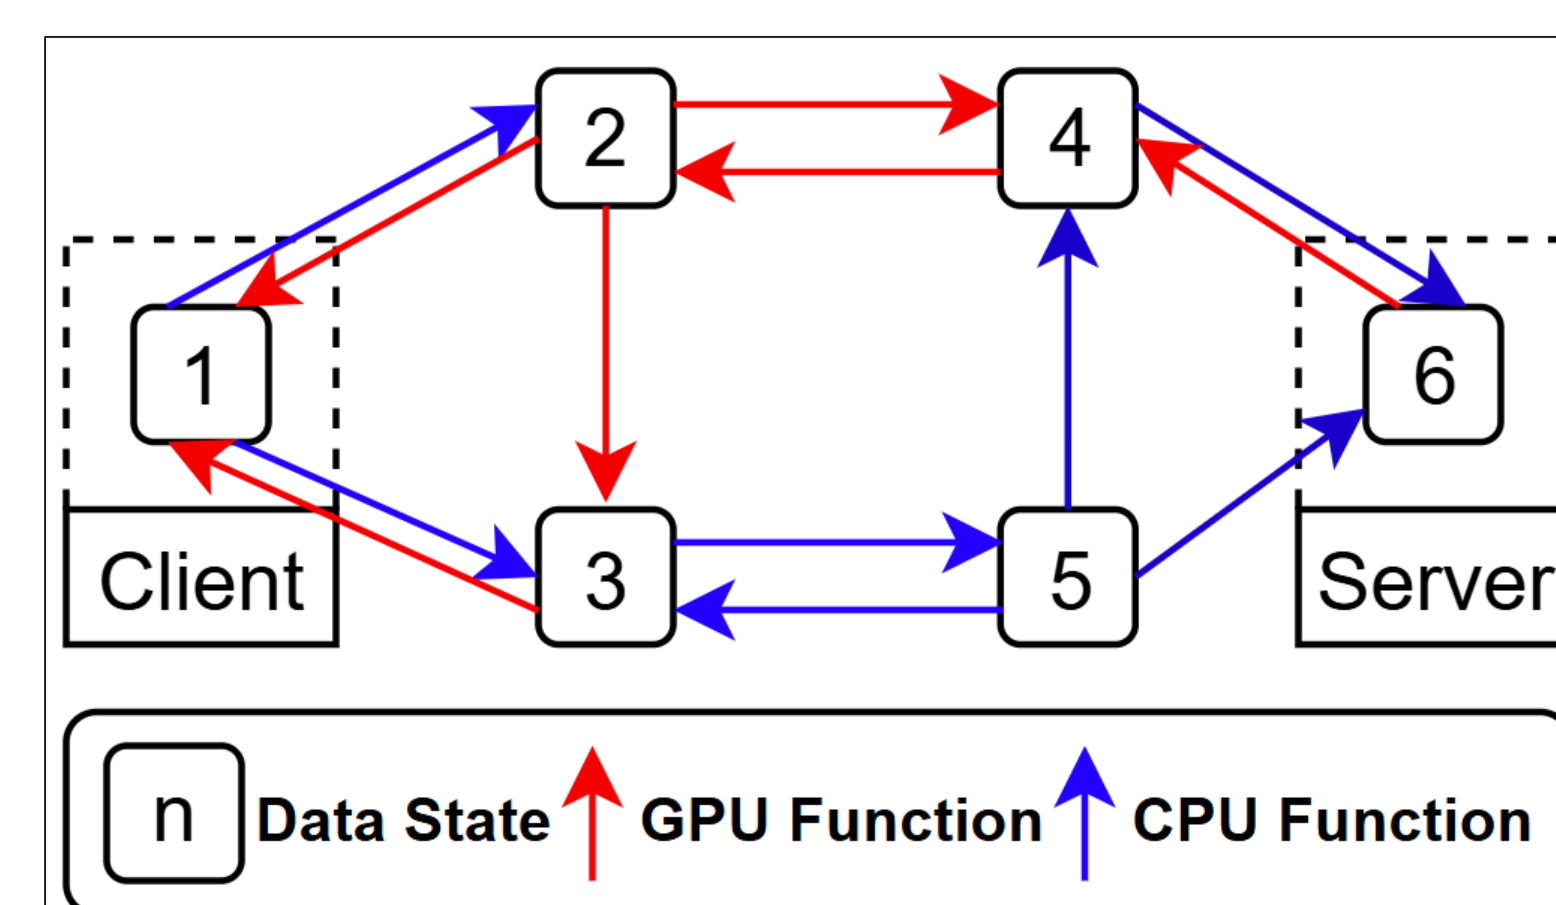 2
4
1
6
Client
3
5
Server
n
Data State
GPU Function
CPU Function